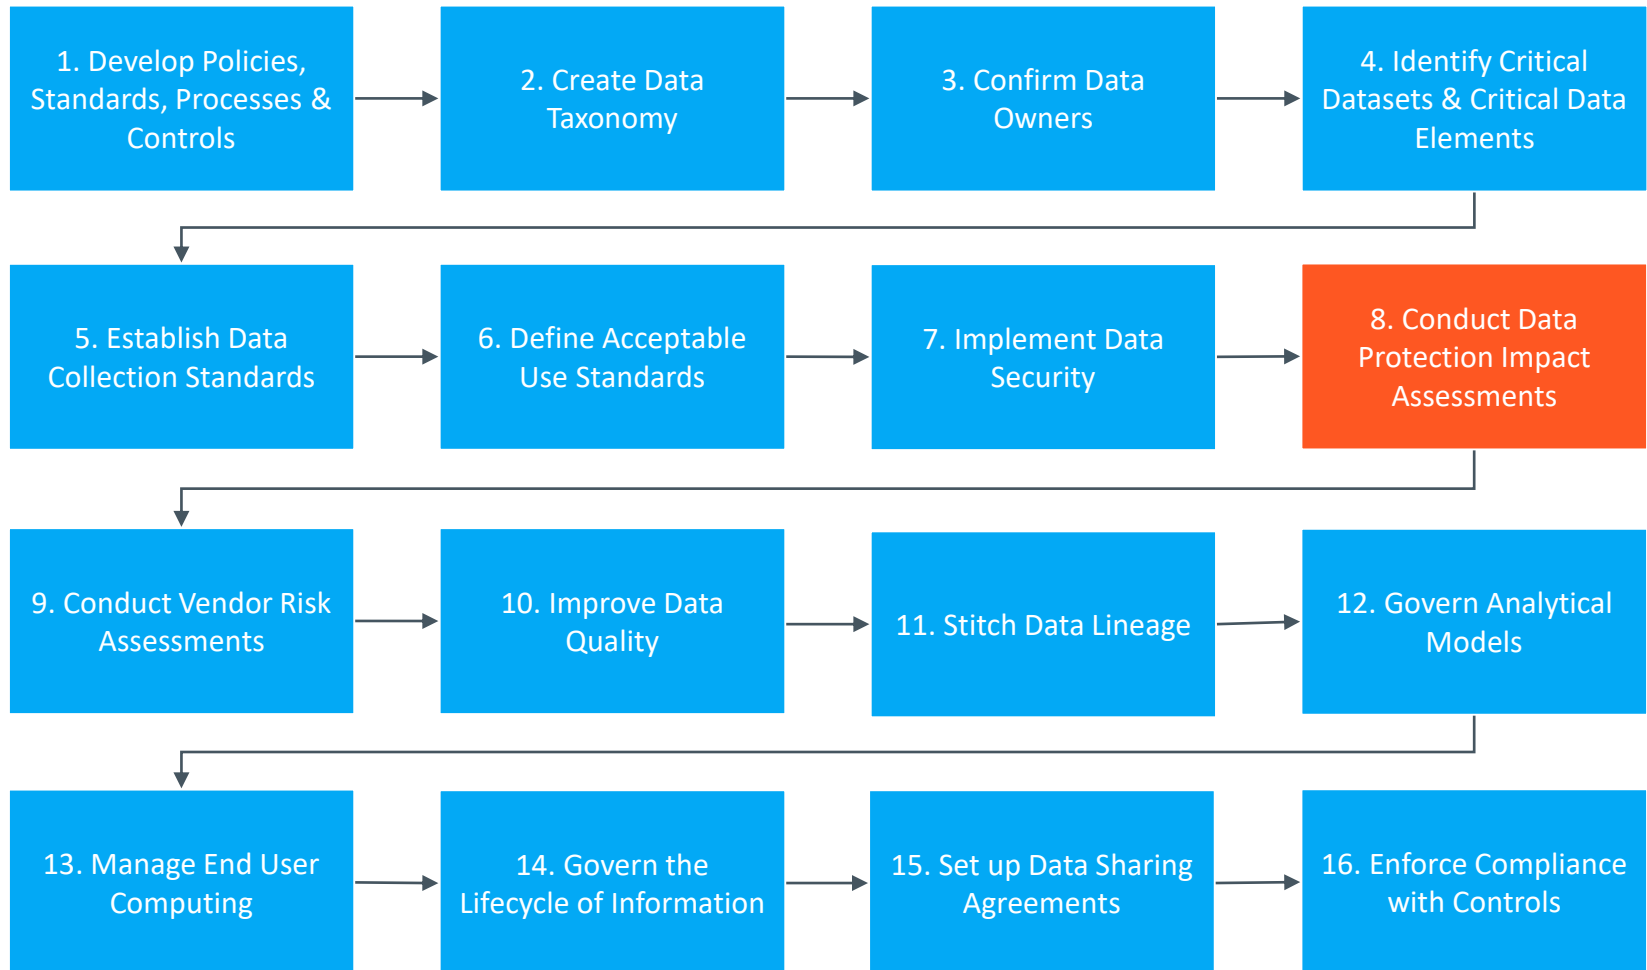 1. Develop Policies,
Standards, Processes &
Controls
2. Create Data
Taxonomy
3. Confirm Data
Owners
4. Identify Critical
Datasets & Critical Data
Elements
5. Establish Data
Collection Standards
6. Define Acceptable
Use Standards
7. Implement Data
Security
8. Conduct Data
Protection Impact
Assessments
9. Conduct Vendor Risk
Assessments
10. Improve Data
Quality
11. Stitch Data Lineage
12. Govern Analytical
Models
13. Manage End User
Computing
14. Govern the
Lifecycle of Information
15. Set up Data Sharing
Agreements
16. Enforce Compliance
with Controls